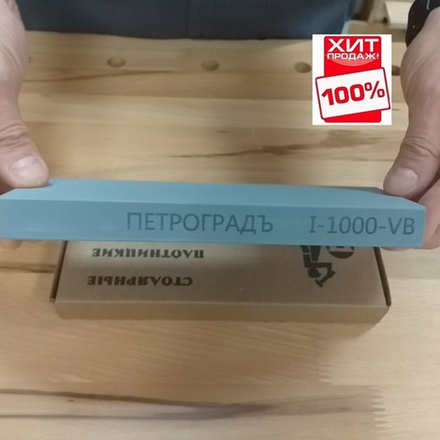 ХИТ
ПРОДАЖ!
100%
ПЕТРОГРАДЪ I-1000-VB
СТОЛЯРНЫЕ
ПЛОТНИЦКИЕ